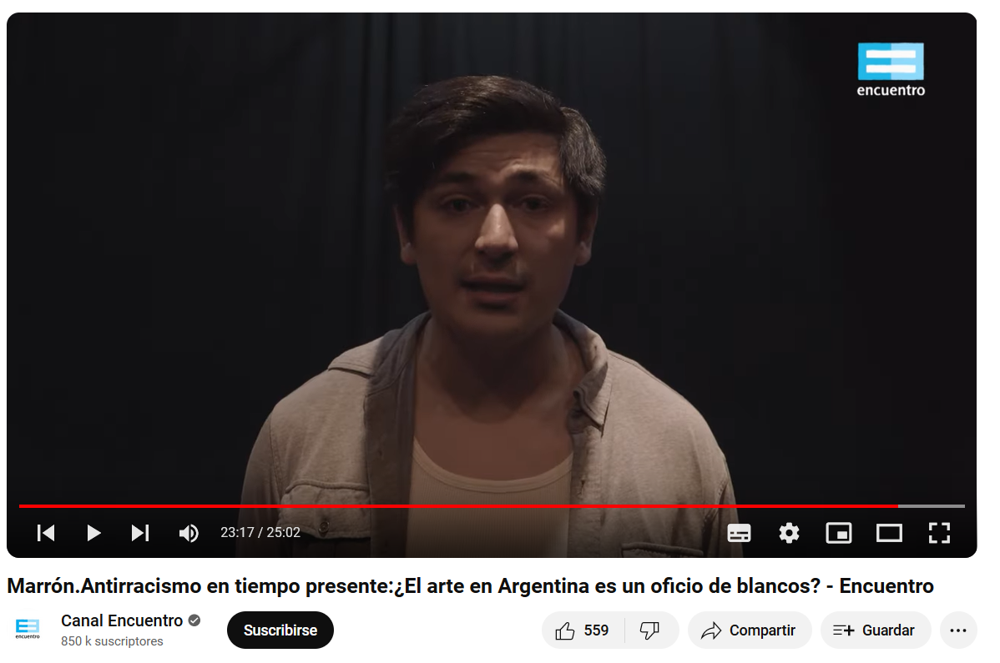 encuentro
23:17 / 25:02
Marrón.Antirracismo en tiempo presente:¿El arte en Argentina es un oficio de blancos? - Encuentro
encuentro
Canal Encuentro
850 k suscriptores
Suscribirse
559
Compartir
Guardar